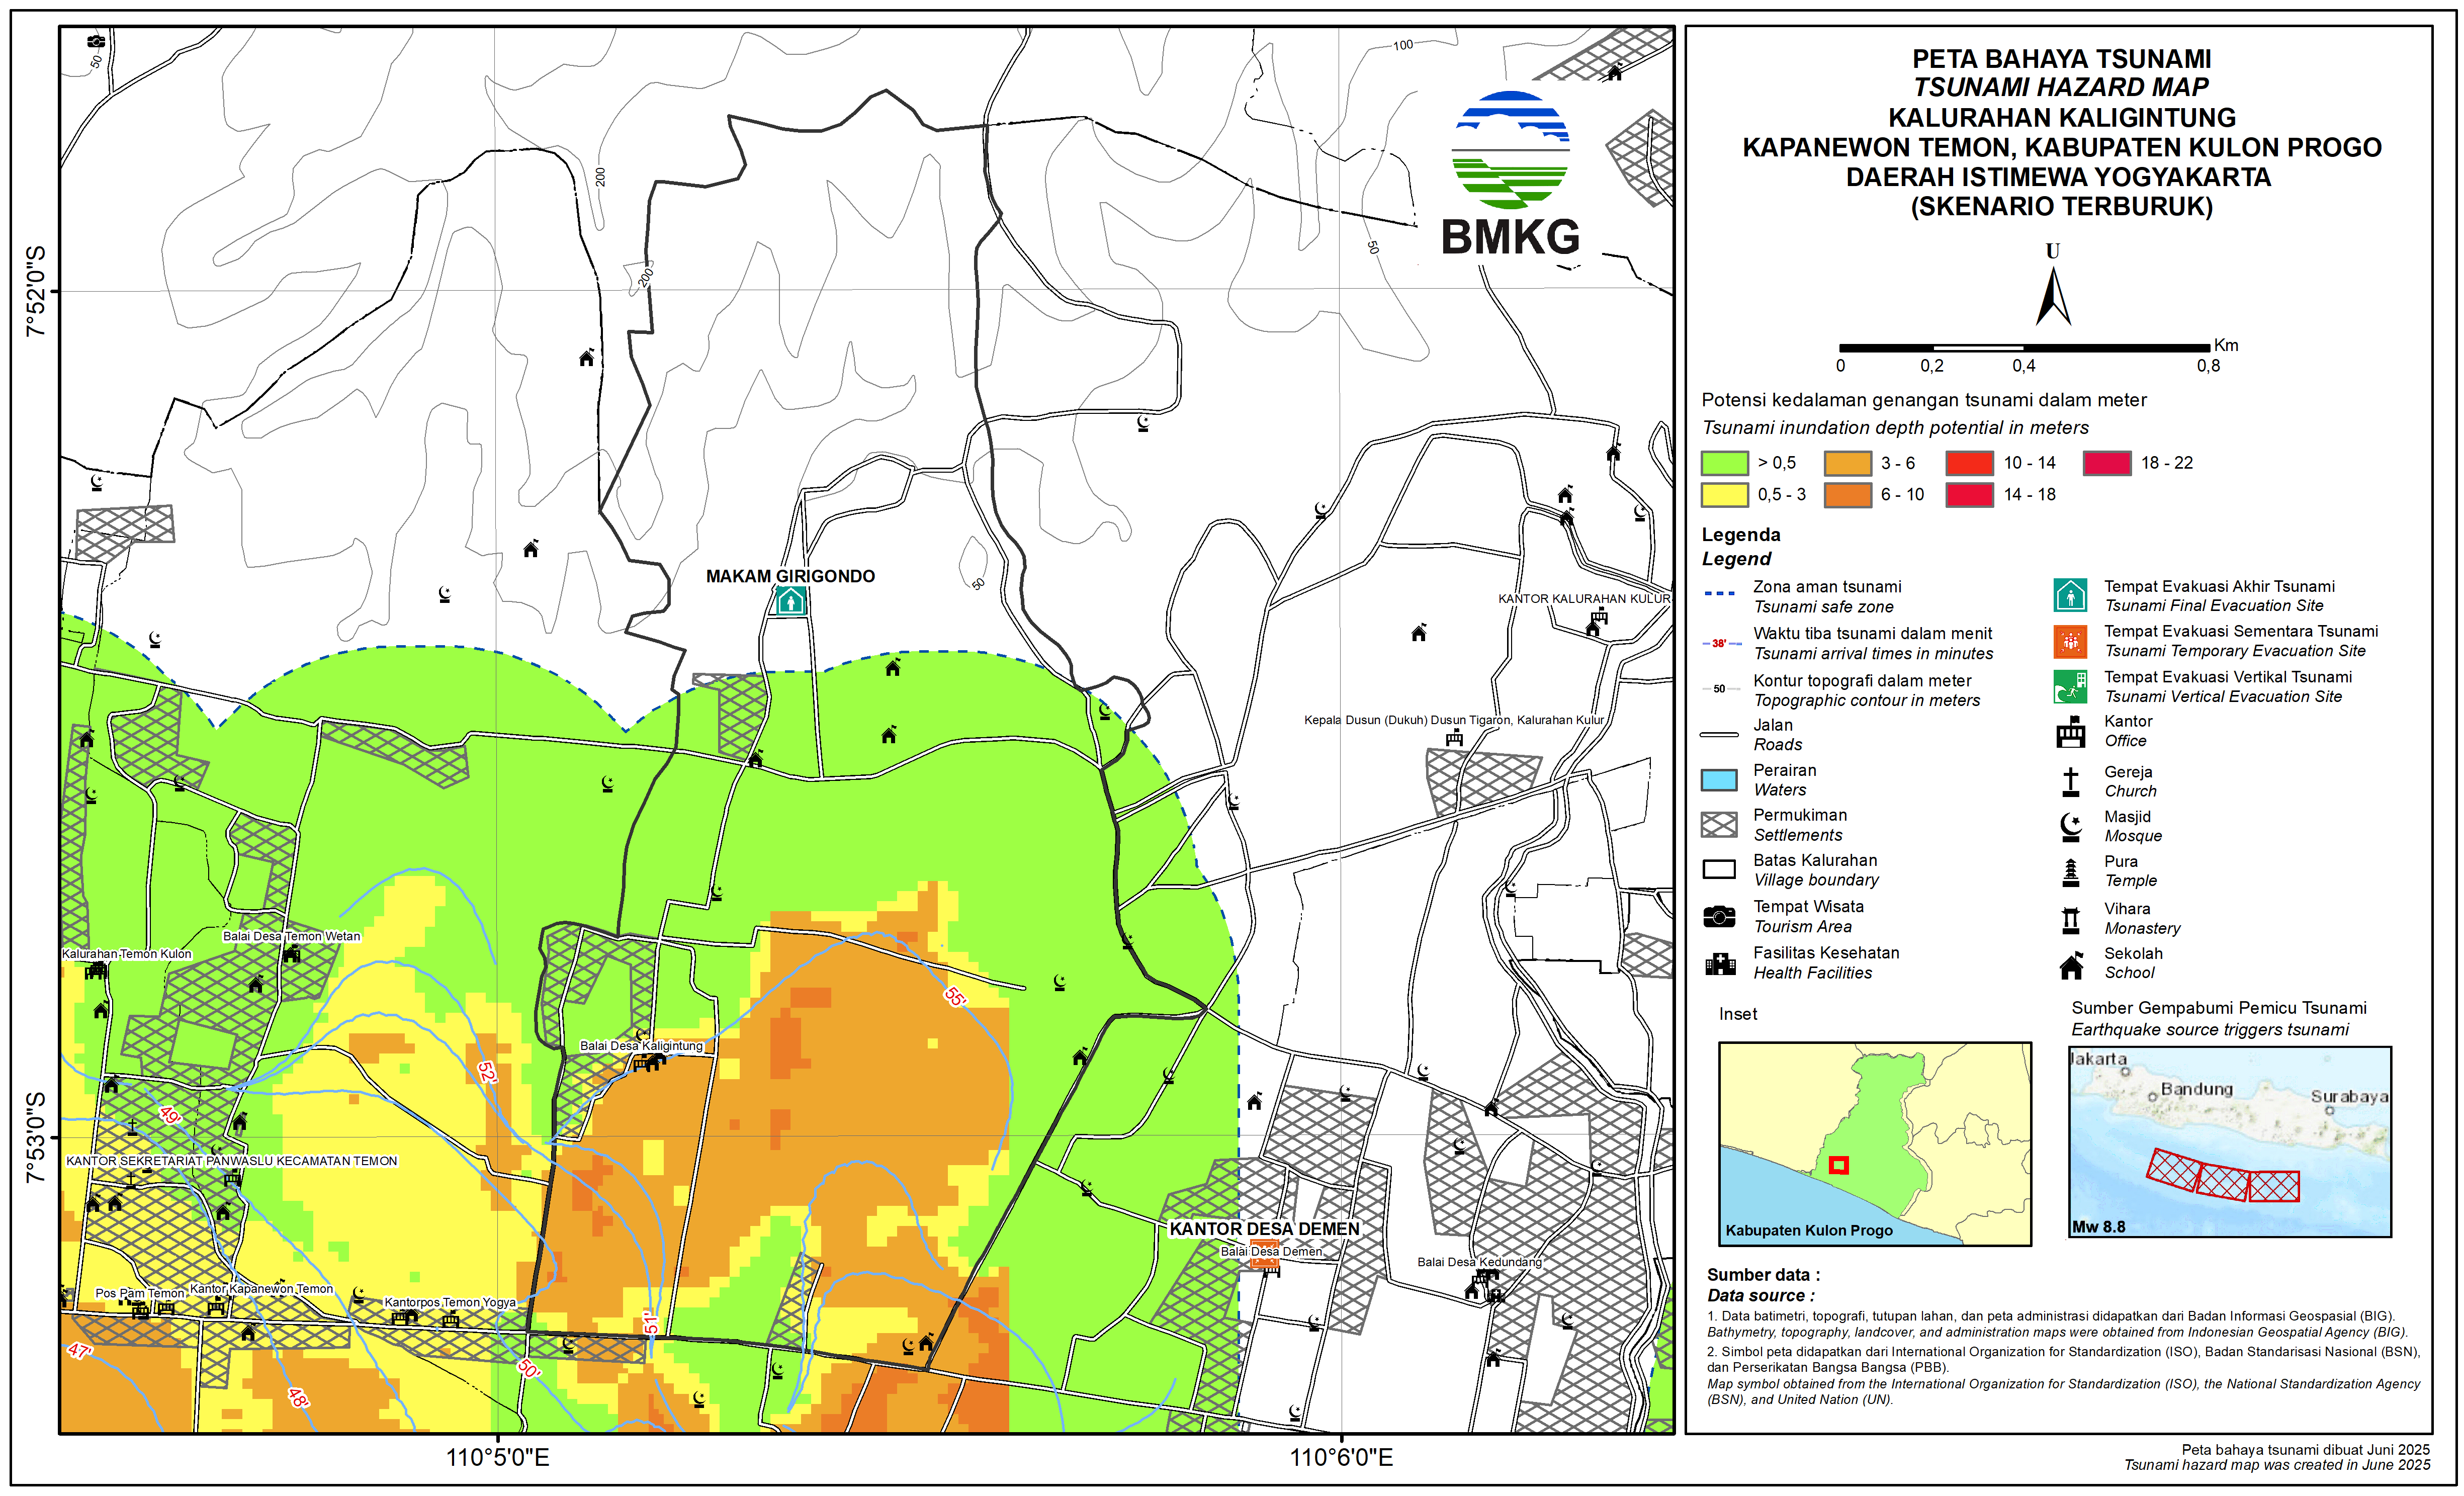 PETA BAHAYA TSUNAMI
TSUNAMI HAZARD MAP
KALURAHAN KALIGINTUNG
KAPANEWON TEMON, KABUPATEN KULON PROGO
DAERAH ISTIMEWA YOGYAKARTA
(SKENARIO TERBURUK)
U
Km
0 0,2 0,4 0,8
Potensi kedalaman genangan tsunami dalam meter
Tsunami inundation depth potential in meters
> 0,5 3 - 6 10 - 14 18 - 22
0,5 - 3 6 - 10 14 - 18
Legenda
Legend
Zona aman tsunami
Tsunami safe zone
38'
Waktu tiba tsunami dalam menit
Tsunami arrival times in minutes
50
Kontur topografi dalam meter
Topographic contour in meters
Jalan
Roads
Perairan
Waters
Permukiman
Settlements
Batas Kalurahan
Village boundary
Tempat Wisata
Tourism Area
Fasilitas Kesehatan
Health Facilities
Tempat Evakuasi Akhir Tsunami
Tsunami Final Evacuation Site
Tempat Evakuasi Sementara Tsunami
Tsunami Temporary Evacuation Site
Tempat Evakuasi Vertikal Tsunami
Tsunami Vertical Evacuation Site
Kantor
Office
Gereja
Church
Masjid
Mosque
Pura
Temple
Vihara
Monastery
Sekolah
School
Inset
Kabupaten Kulon Progo
Sumber Gempabumi Pemicu Tsunami
Earthquake source triggers tsunami
Jakarta
Bandung
Surabaya
Mw 8.8
Sumber data :
Data source :
1. Data batimetri, topografi, tutupan lahan, dan peta administrasi didapatkan dari Badan Informasi Geospasial (BIG).
Bathymetry, topography, landcover, and administration maps were obtained from Indonesian Geospatial Agency (BIG).
2. Simbol peta didapatkan dari International Organization for Standardization (ISO), Badan Standarisasi Nasional (BSN),
dan Perserikatan Bangsa Bangsa (PBB).
Map symbol obtained from the International Organization for Standardization (ISO), the National Standardization Agency
(BSN), and United Nation (UN).
Peta bahaya tsunami dibuat Juni 2025
Tsunami hazard map was created in June 2025
BMKG
50
100
200
200
50
50
MAKAM GIRIGONDO
KANTOR KALURAHAN KULUR
Kepala Dusun (Dukuh) Dusun Tigaron, Kalurahan Kulur
Balai Desa Temon Wetan
Kalurahan Temon Kulon
55'
Balai Desa Kaligintung
52'
49'
KANTOR SEKRETARIAT PANWASLU KECAMATAN TEMON
KANTOR DESA DEMEN
Balai Desa Demen
Balai Desa Kedundang
Pos Pam Temon
Kantor Kapanewon Temon
Kantorpos Temon Yogya
51'
47'
50'
48'
7°52'0"S
7°53'0"S
110°5'0"E
110°6'0"E